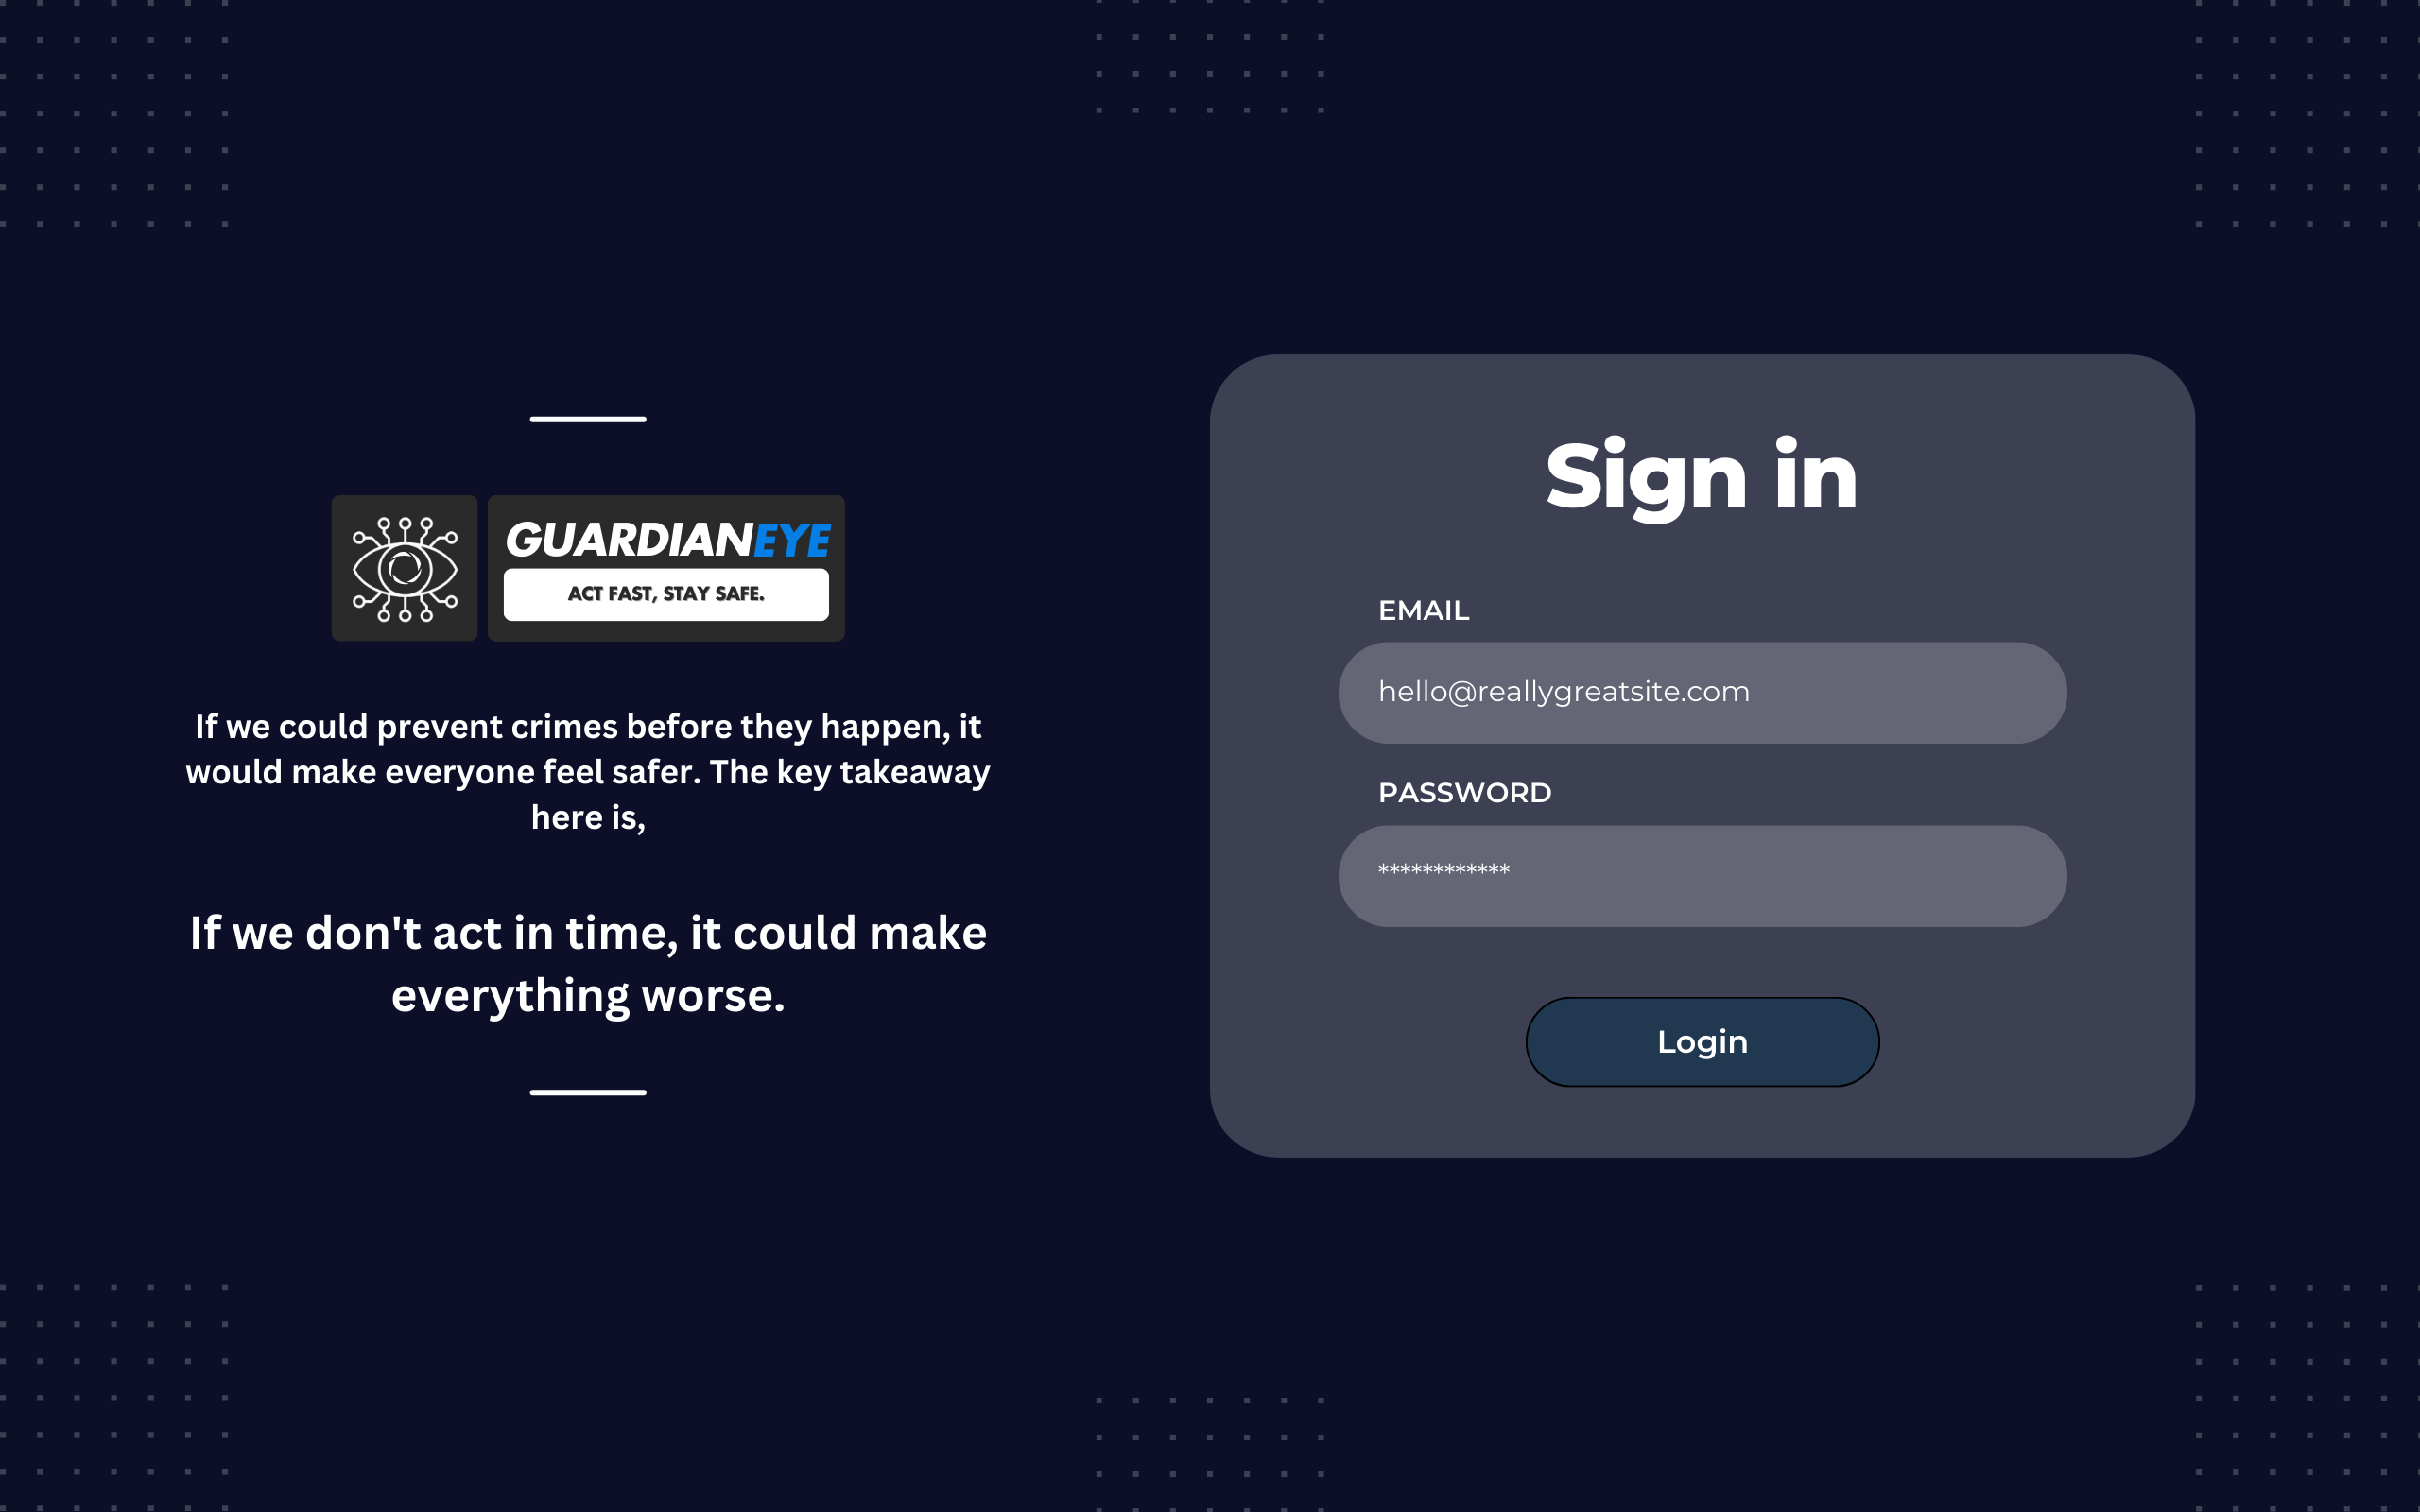 GUARDIANEYE
ACT FAST, STAY SAFE.
If we could prevent crimes before they happen, it
would make everyone feel safer. The key takeaway
here is,
If we don't act in time, it could make
everything worse.
Sign in
EMAIL
hello@reallygreatsite.com
PASSWORD
************
Login